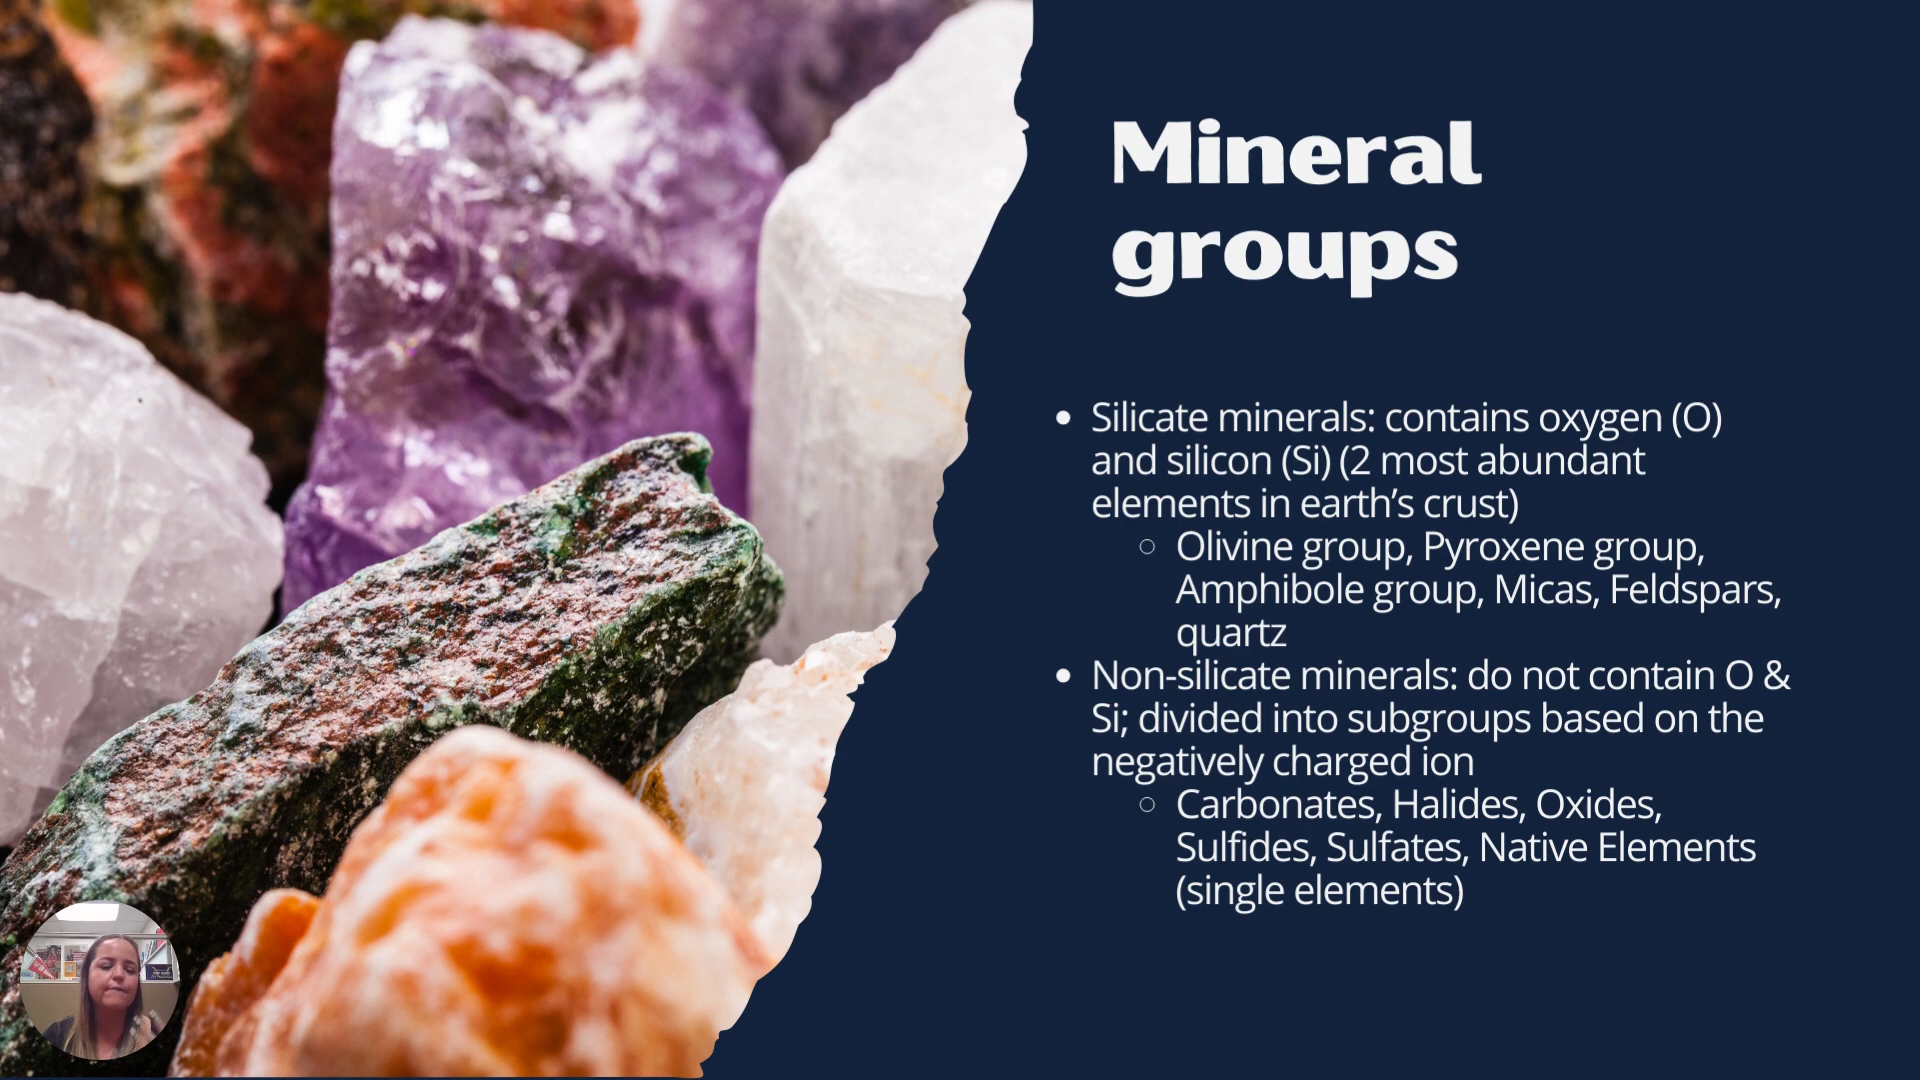 Mineral
groups
Silicate minerals: contains oxygen (O)
and silicon (Si) (2 most abundant
elements in earth’s crust)
Olivine group, Pyroxene group,
Amphibole group, Micas, Feldspars,
quartz
Non-silicate minerals: do not contain O &
Si; divided into subgroups based on the
negatively charged ion
Carbonates, Halides, Oxides,
Sulfides, Sulfates, Native Elements
(single elements)